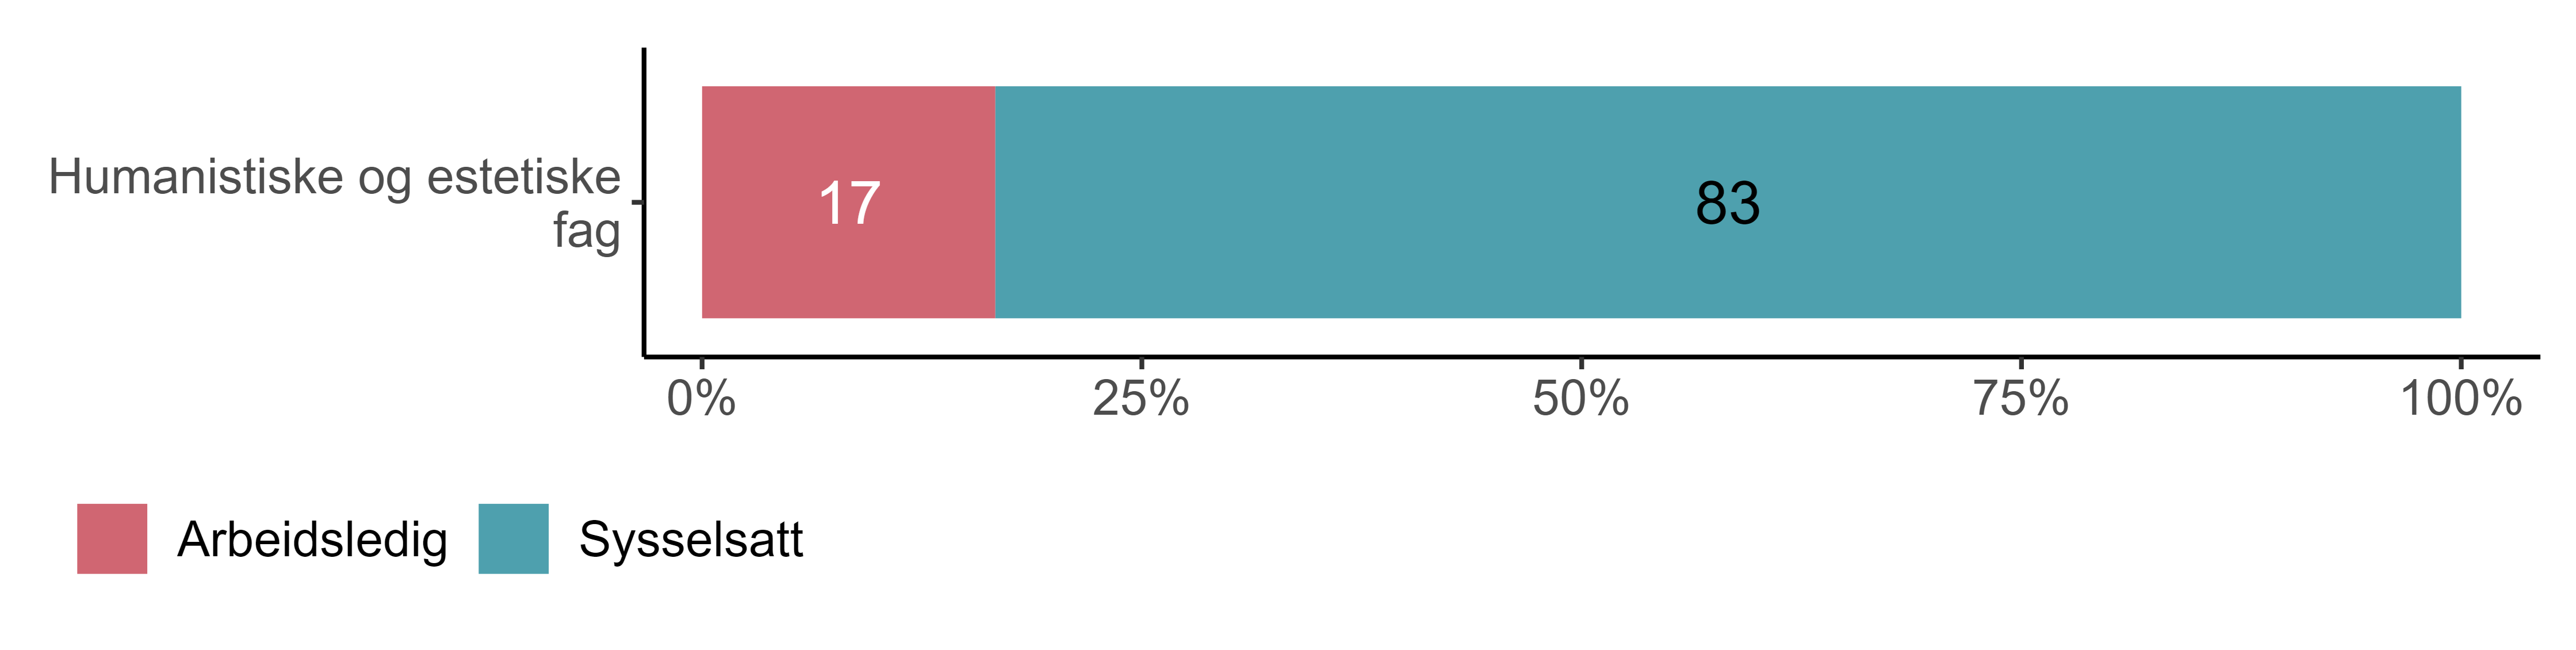 Humanistiske og estetiske
fag
17
83
0%
25%
50%
75%
100%
Arbeidsledig
Sysselsatt